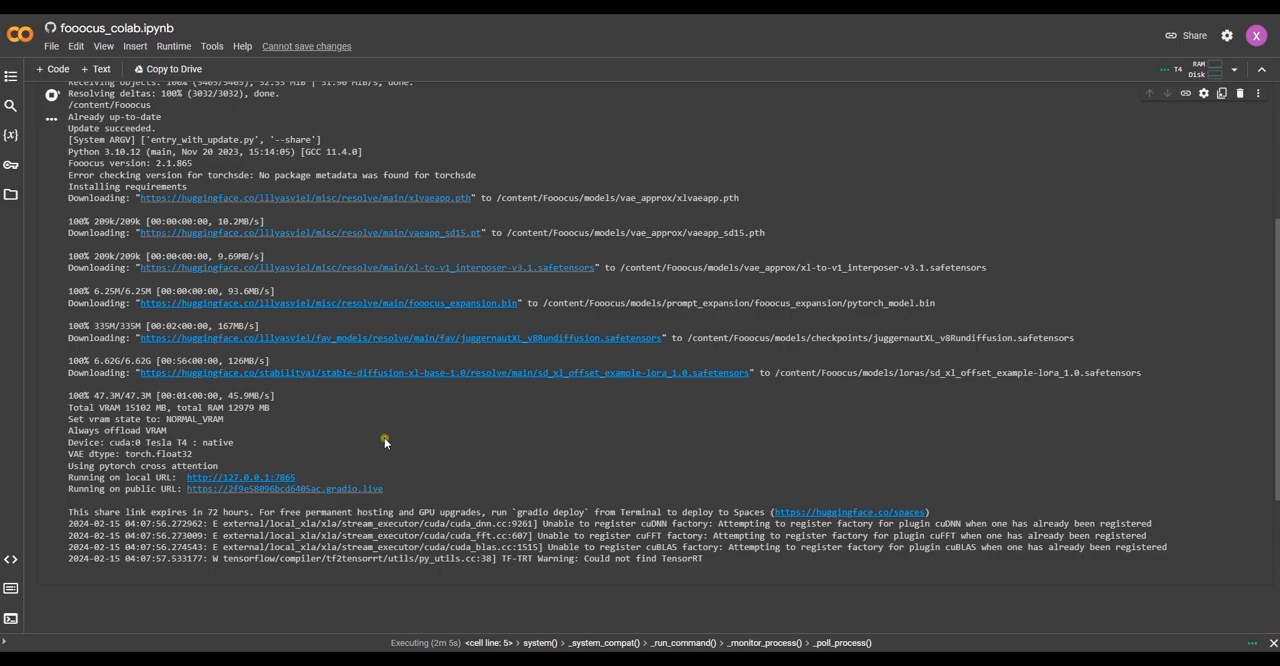 fooocus_colab.ipynb
File Edit View Insert Runtime Tools Help Cannot save changes
Share
X
+ Code + Text Copy to Drive
T4 RAM Disk
Receiving objects: 100% (5405/5405), 32.53 MiB | 31.90 MiB/s, done.
Resolving deltas: 100% (3032/3032), done.
/content/Fooocus
Already up-to-date
Update succeeded.
[System ARGV] ['entry_with_update.py', '--share']
Python 3.10.12 (main, Nov 20 2023, 15:14:05) [GCC 11.4.0]
Fooocus version: 2.1.865
Error checking version for torchsde: No package metadata was found for torchsde
Installing requirements
Downloading: "https://huggingface.co/lllyasviel/misc/resolve/main/xlvaeapp.pth" to /content/Fooocus/models/vae_approx/xlvaeapp.pth
100% 209k/209k [00:00<00:00, 10.2MB/s]
Downloading: "https://huggingface.co/lllyasviel/misc/resolve/main/vaeapp_sd15.pt" to /content/Fooocus/models/vae_approx/vaeapp_sd15.pth
100% 209k/209k [00:00<00:00, 9.69MB/s]
Downloading: "https://huggingface.co/lllyasviel/misc/resolve/main/xl-to-v1_interposer-v3.1.safetensors" to /content/Fooocus/models/vae_approx/xl-to-v1_interposer-v3.1.safetensors
100% 6.25M/6.25M [00:00<00:00, 93.6MB/s]
Downloading: "https://huggingface.co/lllyasviel/misc/resolve/main/fooocus_expansion.bin" to /content/Fooocus/models/prompt_expansion/fooocus_expansion/pytorch_model.bin
100% 335M/335M [00:02<00:00, 167MB/s]
Downloading: "https://huggingface.co/lllyasviel/fav_models/resolve/main/fav/juggernautXL_v8Rundiffusion.safetensors" to /content/Fooocus/models/checkpoints/juggernautXL_v8Rundiffusion.safetensors
100% 6.62G/6.62G [00:56<00:00, 126MB/s]
Downloading: "https://huggingface.co/stabilityai/stable-diffusion-xl-base-1.0/resolve/main/sd_xl_offset_example-lora_1.0.safetensors" to /content/Fooocus/models/loras/sd_xl_offset_example-lora_1.0.safetensors
100% 47.3M/47.3M [00:01<00:00, 45.9MB/s]
Total VRAM 15102 MB, total RAM 12979 MB
Set vram state to: NORMAL_VRAM
Always offload VRAM
Device: cuda:0 Tesla T4 : native
VAE dtype: torch.float32
Using pytorch cross attention
Running on local URL: http://127.0.0.1:7865
Running on public URL: https://2f9e58096bcd6405ac.gradio.live
This share link expires in 72 hours. For free permanent hosting and GPU upgrades, run `gradio deploy` from Terminal to deploy to Spaces (https://huggingface.co/spaces)
2024-02-15 04:07:56.272962: E external/local_xla/xla/stream_executor/cuda/cuda_dnn.cc:9261] Unable to register cuDNN factory: Attempting to register factory for plugin cuDNN when one has already been registered
2024-02-15 04:07:56.273009: E external/local_xla/xla/stream_executor/cuda/cuda_fft.cc:607] Unable to register cuFFT factory: Attempting to register factory for plugin cuFFT when one has already been registered
2024-02-15 04:07:56.274543: E external/local_xla/xla/stream_executor/cuda/cuda_blas.cc:1515] Unable to register cuBLAS factory: Attempting to register factory for plugin cuBLAS when one has already been registered
2024-02-15 04:07:57.533177: W tensorflow/compiler/tf2tensorrt/utils/py_utils.cc:38] TF-TRT Warning: Could not find TensorRT
Executing (2m 5s) <cell line: 5> > system() > _system_compat() > _run_command() > _monitor_process() > _poll_process()